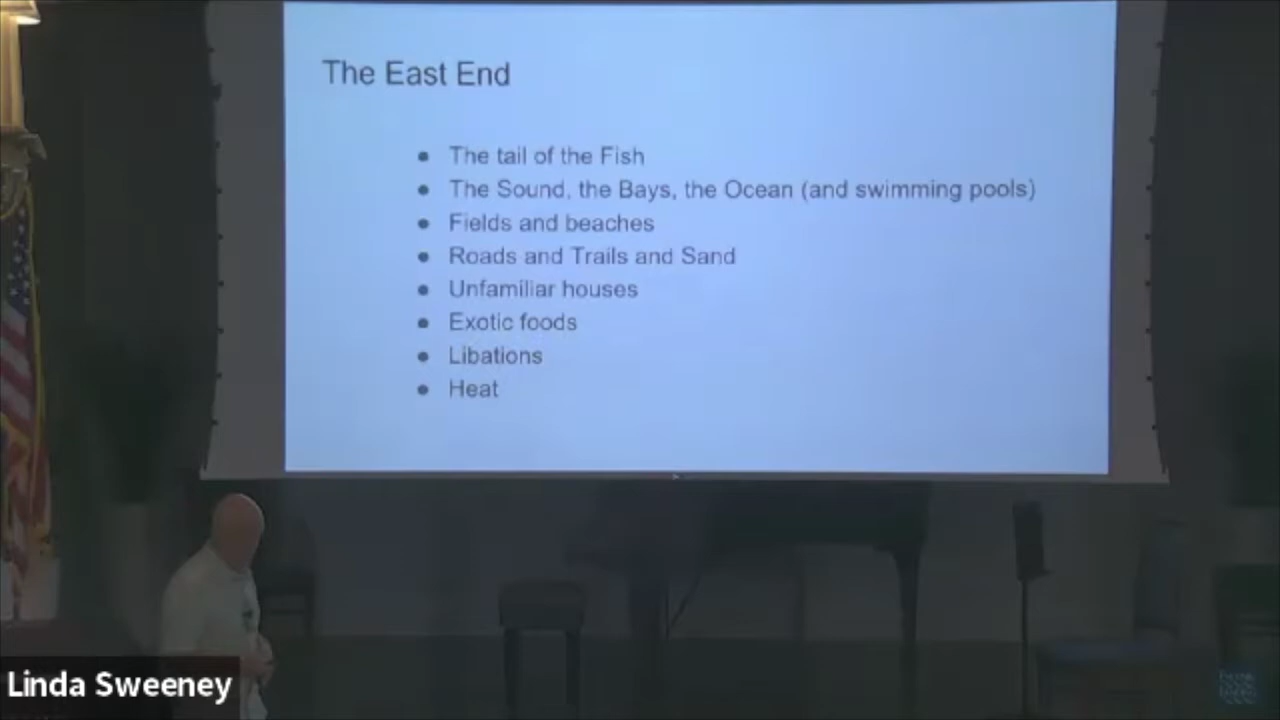 The East End
● The tail of the Fish
● The Sound, the Bays, the Ocean (and swimming pools)
● Fields and beaches
● Roads and Trails and Sand
● Unfamiliar houses
● Exotic foods
● Libations
● Heat
Linda Sweeney